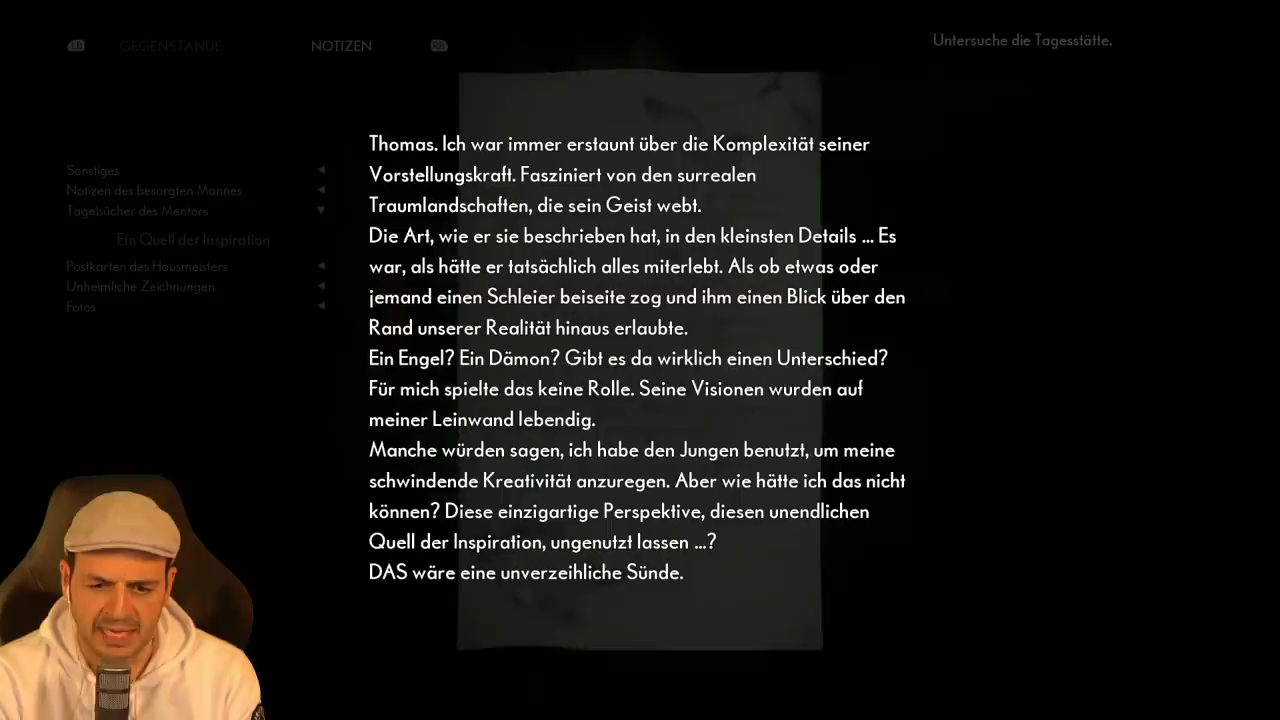 LB GEGENSTÄNDE NOTIZEN RB
Untersuche die Tagesstätte.
Sonstiges
Notizen des besorgten Mannes
Tagebücher des Mentors
Ein Quell der Inspiration
Postkarten des Hausmeisters
Unheimliche Zeichnungen
Fotos
Thomas. Ich war immer erstaunt über die Komplexität seiner
Vorstellungskraft. Fasziniert von den surrealen
Traumlandschaften, die sein Geist webt.
Die Art, wie er sie beschrieben hat, in den kleinsten Details ... Es
war, als hätte er tatsächlich alles miterlebt. Als ob etwas oder
jemand einen Schleier beiseite zog und ihm einen Blick über den
Rand unserer Realität hinaus erlaubte.
Ein Engel? Ein Dämon? Gibt es da wirklich einen Unterschied?
Für mich spielte das keine Rolle. Seine Visionen wurden auf
meiner Leinwand lebendig.
Manche würden sagen, ich habe den Jungen benutzt, um meine
schwindende Kreativität anzuregen. Aber wie hätte ich das nicht
können? Diese einzigartige Perspektive, diesen unendlichen
Quell der Inspiration, ungenutzt lassen ...?
DAS wäre eine unverzeihliche Sünde.